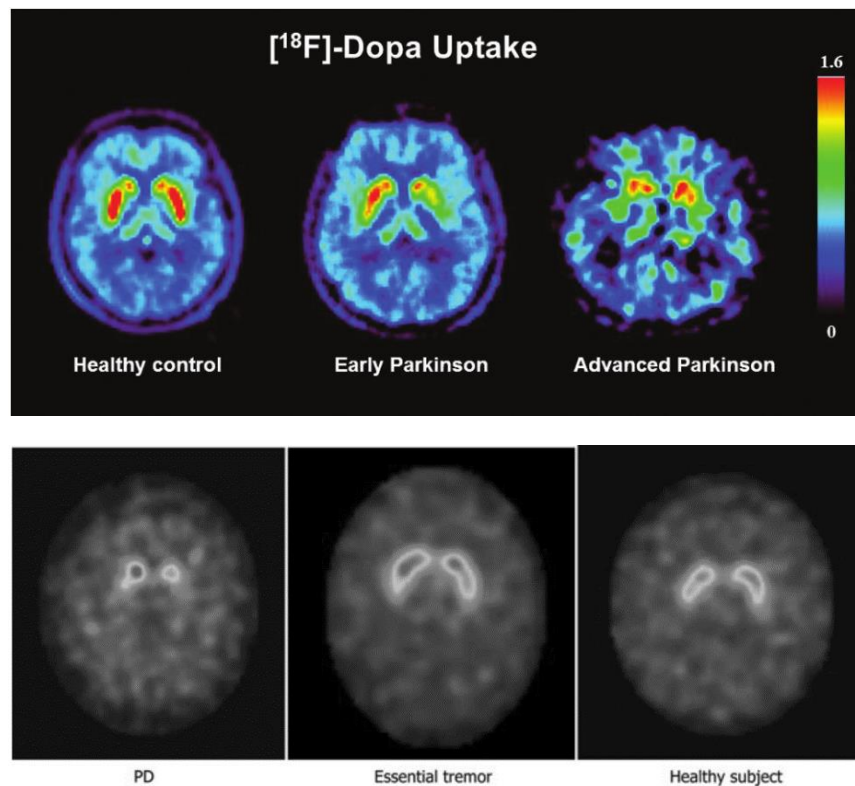 [¹⁸F]-Dopa Uptake
1.6
0
Healthy control Early Parkinson Advanced Parkinson
PD Essential tremor Healthy subject